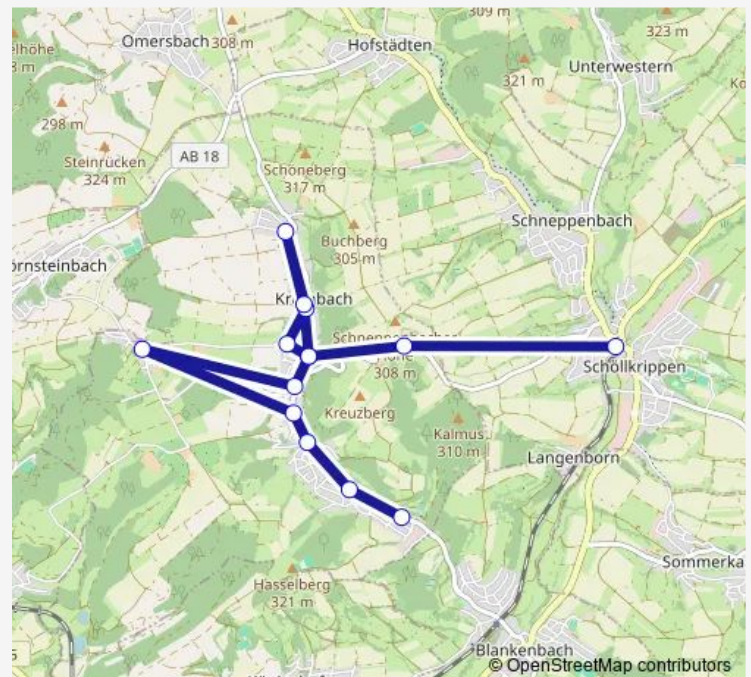 309 m
Omersbach
308 m
323 m
Hofstädten
elhöhe
Unterwestern
321 m
298 m
Steinrücken
324 m
AB 18
Schöneberg
317 m
Schneppenbach
Buchberg
305 m
örnsteinbach
Schöllkrippen
308 m
Kreuzberg
Kalmus
310 m
Langenborn
Sommerka
Hasselberg
321 m
Blankenbach
© OpenStreetMap contributors